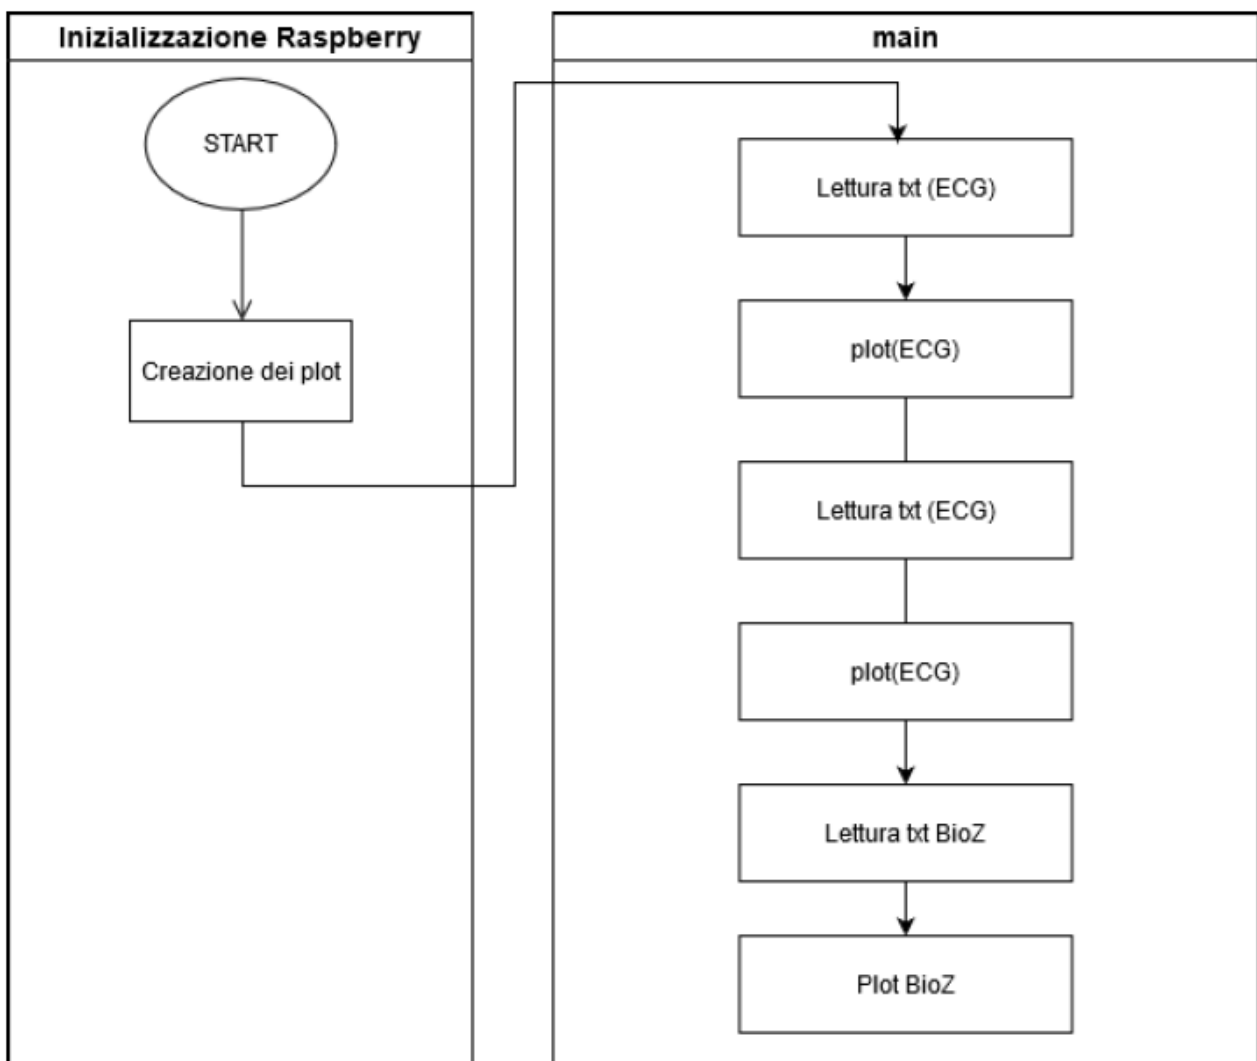 Inizializzazione Raspberry
START
Creazione dei plot
main
Lettura txt (ECG)
plot(ECG)
Lettura txt (ECG)
plot(ECG)
Lettura txt BioZ
Plot BioZ